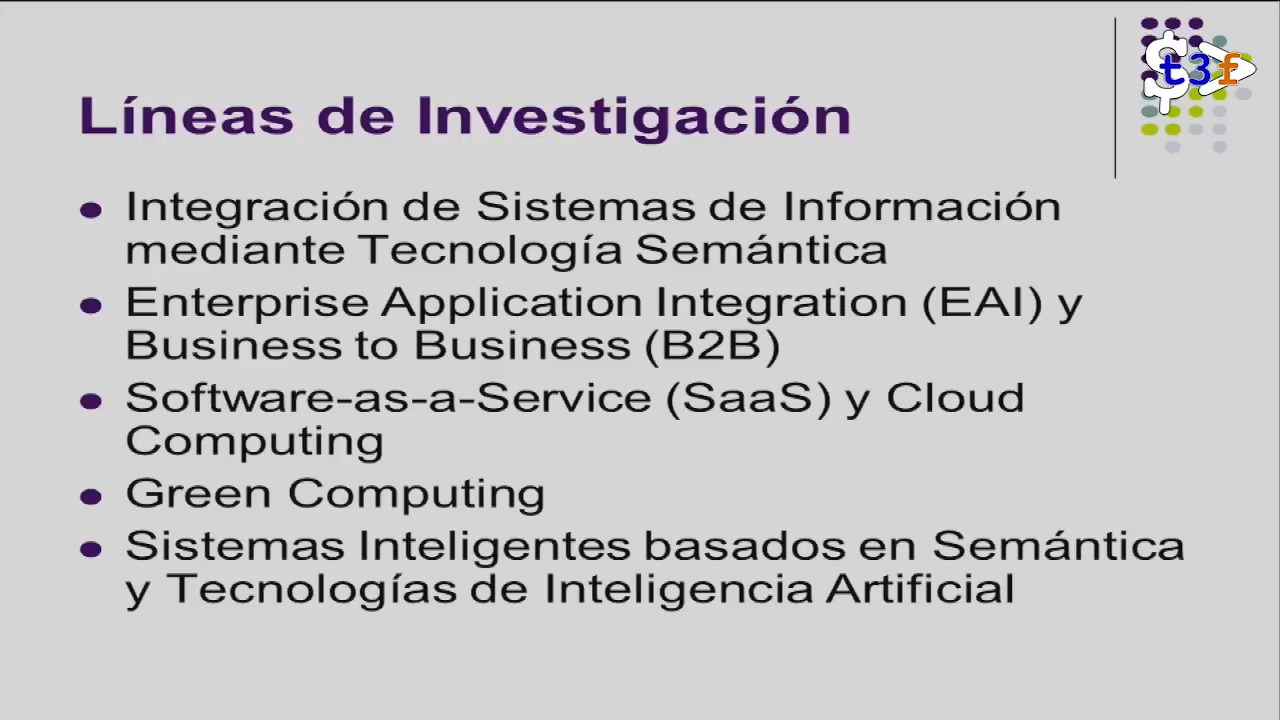 t3f
Líneas de Investigación
Integración de Sistemas de Información
mediante Tecnología Semántica
Enterprise Application Integration (EAI) y
Business to Business (B2B)
Software-as-a-Service (SaaS) y Cloud
Computing
Green Computing
Sistemas Inteligentes basados en Semántica
y Tecnologías de Inteligencia Artificial